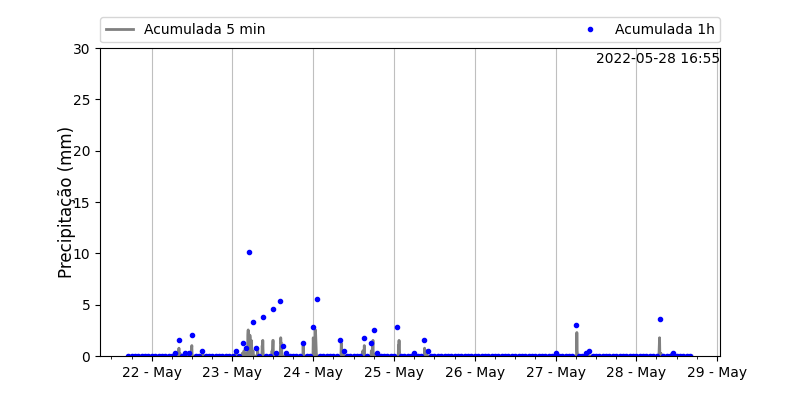 Acumulada 5 min
Acumulada 1h
2022-05-28 16:55
Precipitação (mm)
30
25
20
15
10
5
0
22 - May
23 - May
24 - May
25 - May
26 - May
27 - May
28 - May
29 - May